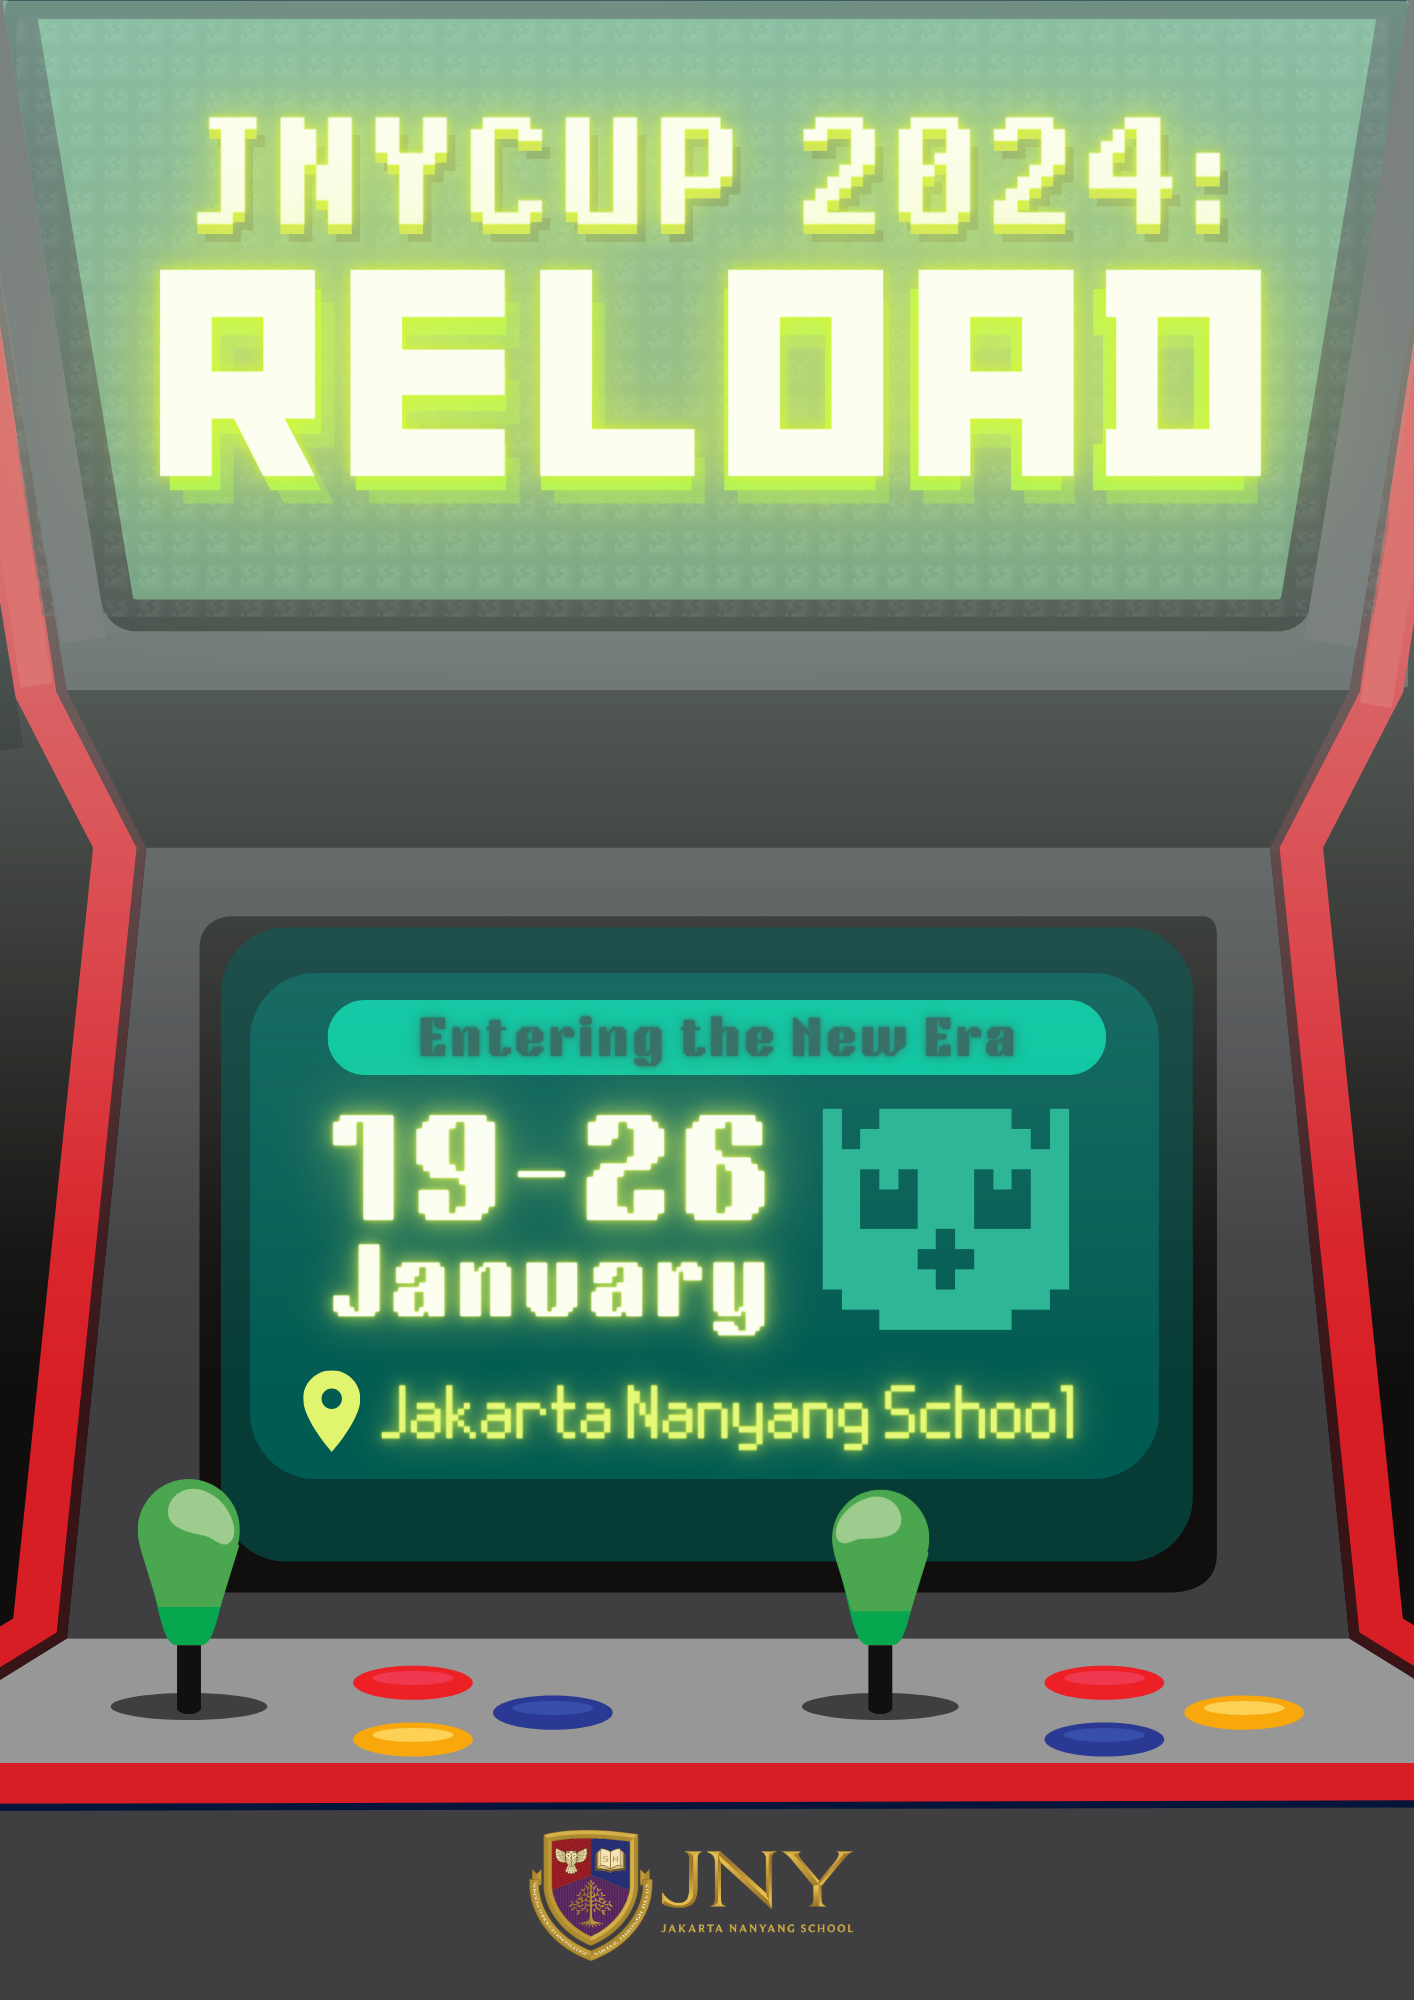 JNYCUP 2024:
RELOAD
Entering the New Era
19-26
January
Jakarta Nanyang School
S H
JNY
JAKARTA NANYANG SCHOOL